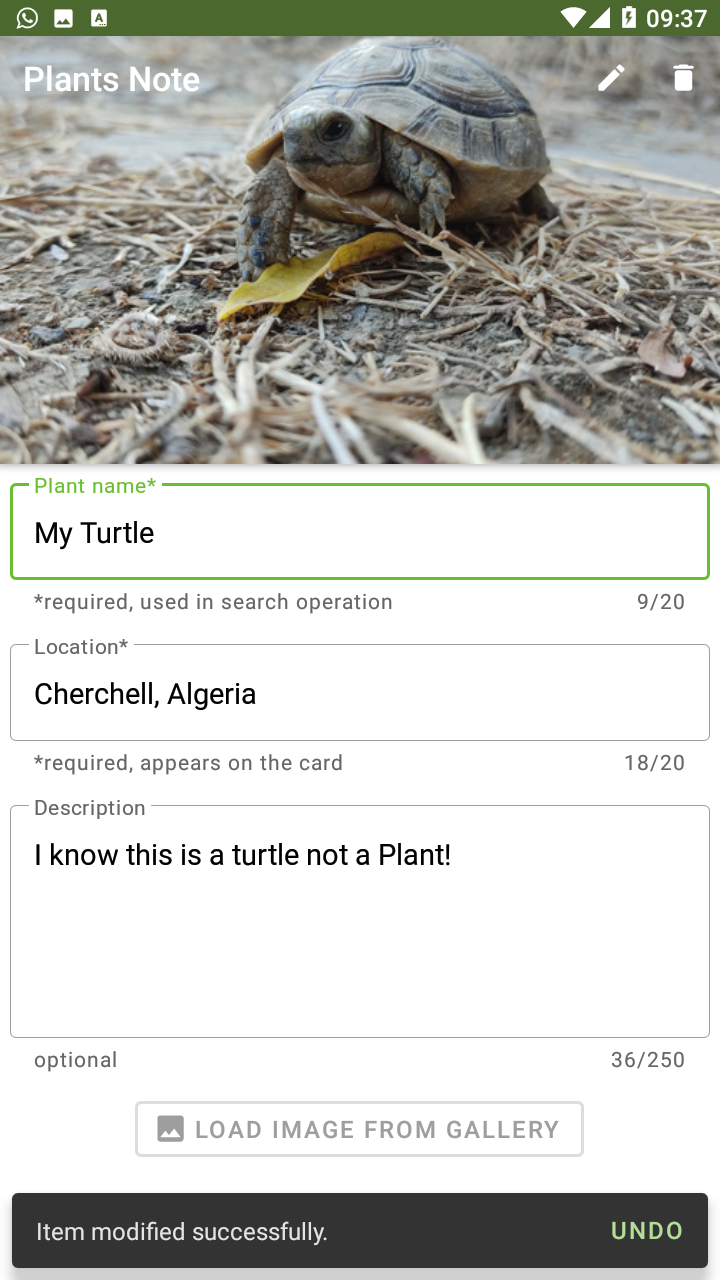 09:37
Plants Note
Plant name*
My Turtle
*required, used in search operation 9/20
Location*
Cherchell, Algeria
*required, appears on the card 18/20
Description
I know this is a turtle not a Plant!
optional 36/250
LOAD IMAGE FROM GALLERY
Item modified successfully. UNDO